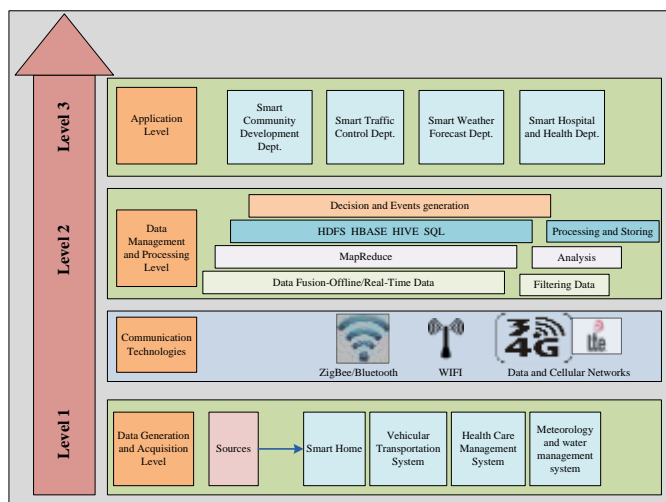 Level 3
Application
Level
Smart
Community
Development
Dept.
Smart Traffic
Control Dept.
Smart Weather
Forecast Dept.
Smart Hospital
and Health Dept.
Level 2
Data
Management
and Processing
Level
Decision and Events generation
HDFS HBASE HIVE SQL
Processing and Storing
MapReduce
Analysis
Data Fusion-Offline/Real-Time Data
Filtering Data
Communication
Technologies
ZigBee/Bluetooth
WIFI
3
4G
lte
Data and Cellular Networks
Level 1
Data Generation
and Acquisition
Level
Sources
Smart Home
Vehicular
Transportation
System
Health Care
Management
System
Meteorology
and water
management
system